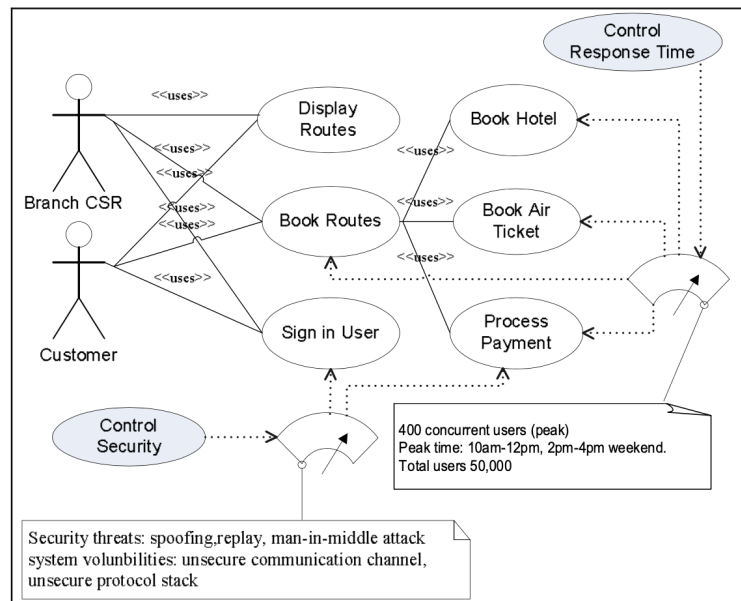 Control
Response Time
<<uses>>
Display
Routes
Book Hotel
<<uses>>
<<uses>>
<<uses>>
Branch CSR
<<uses>>
<<uses>>
Book Routes
<<uses>>
Book Air
Ticket
<<uses>>
<<uses>>
Customer
Sign in User
Process
Payment
Control
Security
400 concurrent users (peak)
Peak time: 10am-12pm, 2pm-4pm weekend.
Total users 50,000
Security threats: spoofing,replay, man-in-middle attack
system volunbilities: unsecure communication channel,
unsecure protocol stack